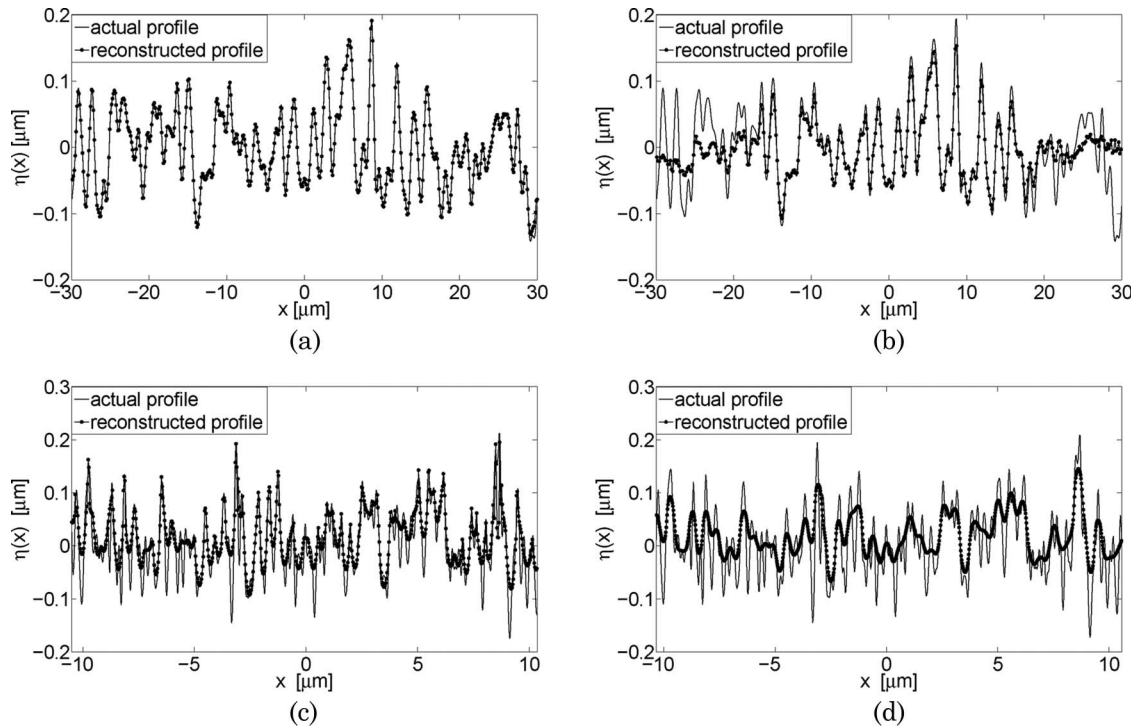 0.2
0.1
0
−0.1
−0.2
η(x) [μm]
actual profile
reconstructed profile
−30 −20 −10 0 10 20 30
x [μm]
(a)
0.2
0.1
0
−0.1
−0.2
η(x) [μm]
actual profile
reconstructed profile
−30 −20 −10 0 10 20 30
x [μm]
(b)
0.3
0.2
0.1
0
−0.1
−0.2
η(x) [μm]
actual profile
reconstructed profile
−10 −5 0 5 10
x [μm]
(c)
0.3
0.2
0.1
0
−0.1
−0.2
η(x) [μm]
actual profile
reconstructed profile
−10 −5 0 5 10
x [μm]
(d)